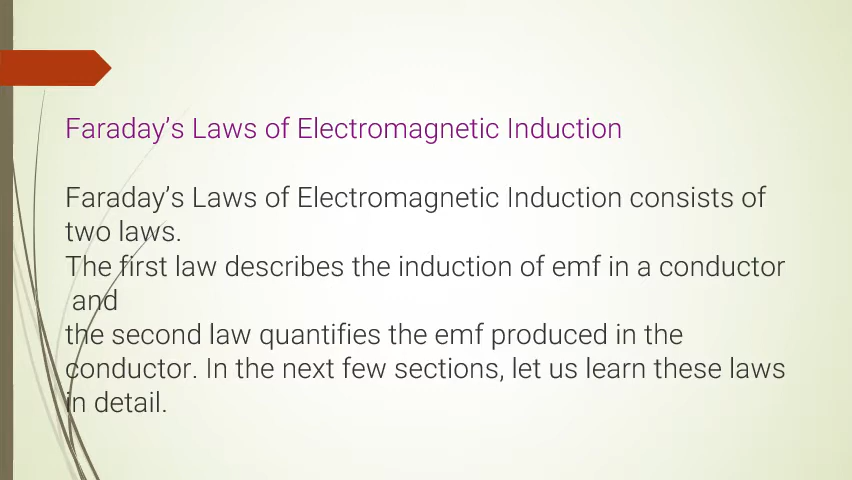 Faraday’s Laws of Electromagnetic Induction
Faraday’s Laws of Electromagnetic Induction consists of
two laws.
The first law describes the induction of emf in a conductor
and
the second law quantifies the emf produced in the
conductor. In the next few sections, let us learn these laws
in detail.